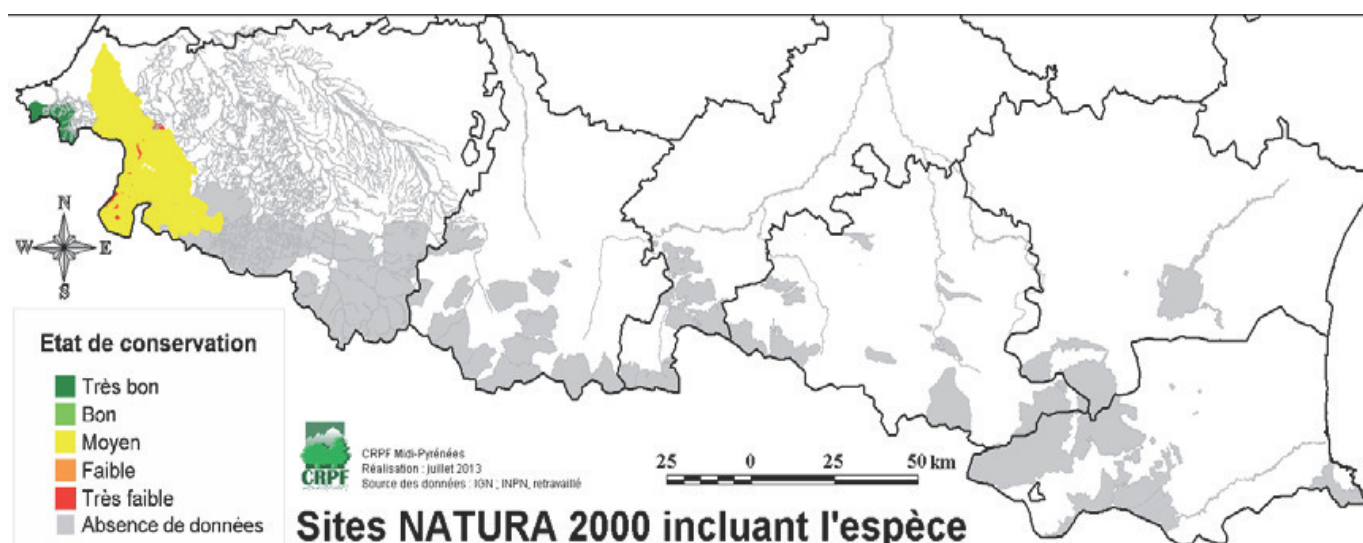 N
W E
S
Etat de conservation
Très bon
Bon
Moyen
Faible
Très faible
Absence de données
CRPF
CRPF Midi-Pyrénées
Réalisation : juillet 2013
Source des données : IGN ; INPN, retravaillé
25 0 25 50 km
Sites NATURA 2000 incluant l'espèce